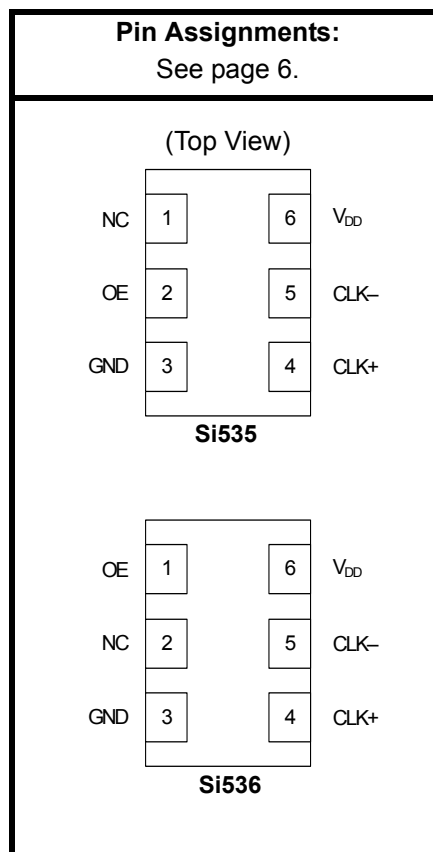 Pin Assignments:
See page 6.
(Top View)
NC 1 6 VDD
OE 2 5 CLK–
GND 3 4 CLK+
Si535
OE 1 6 VDD
NC 2 5 CLK–
GND 3 4 CLK+
Si536